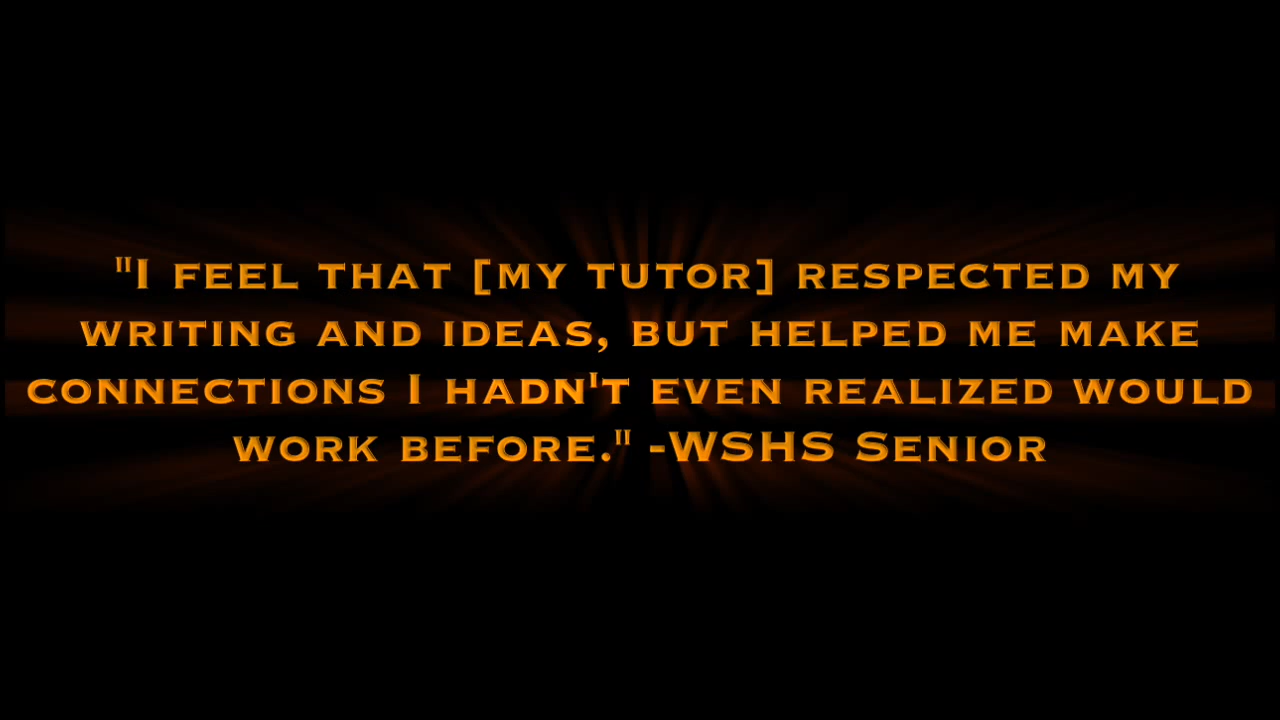 "I feel that [my tutor] respected my
writing and ideas, but helped me make
connections I hadn't even realized would
work before." -WSHS Senior